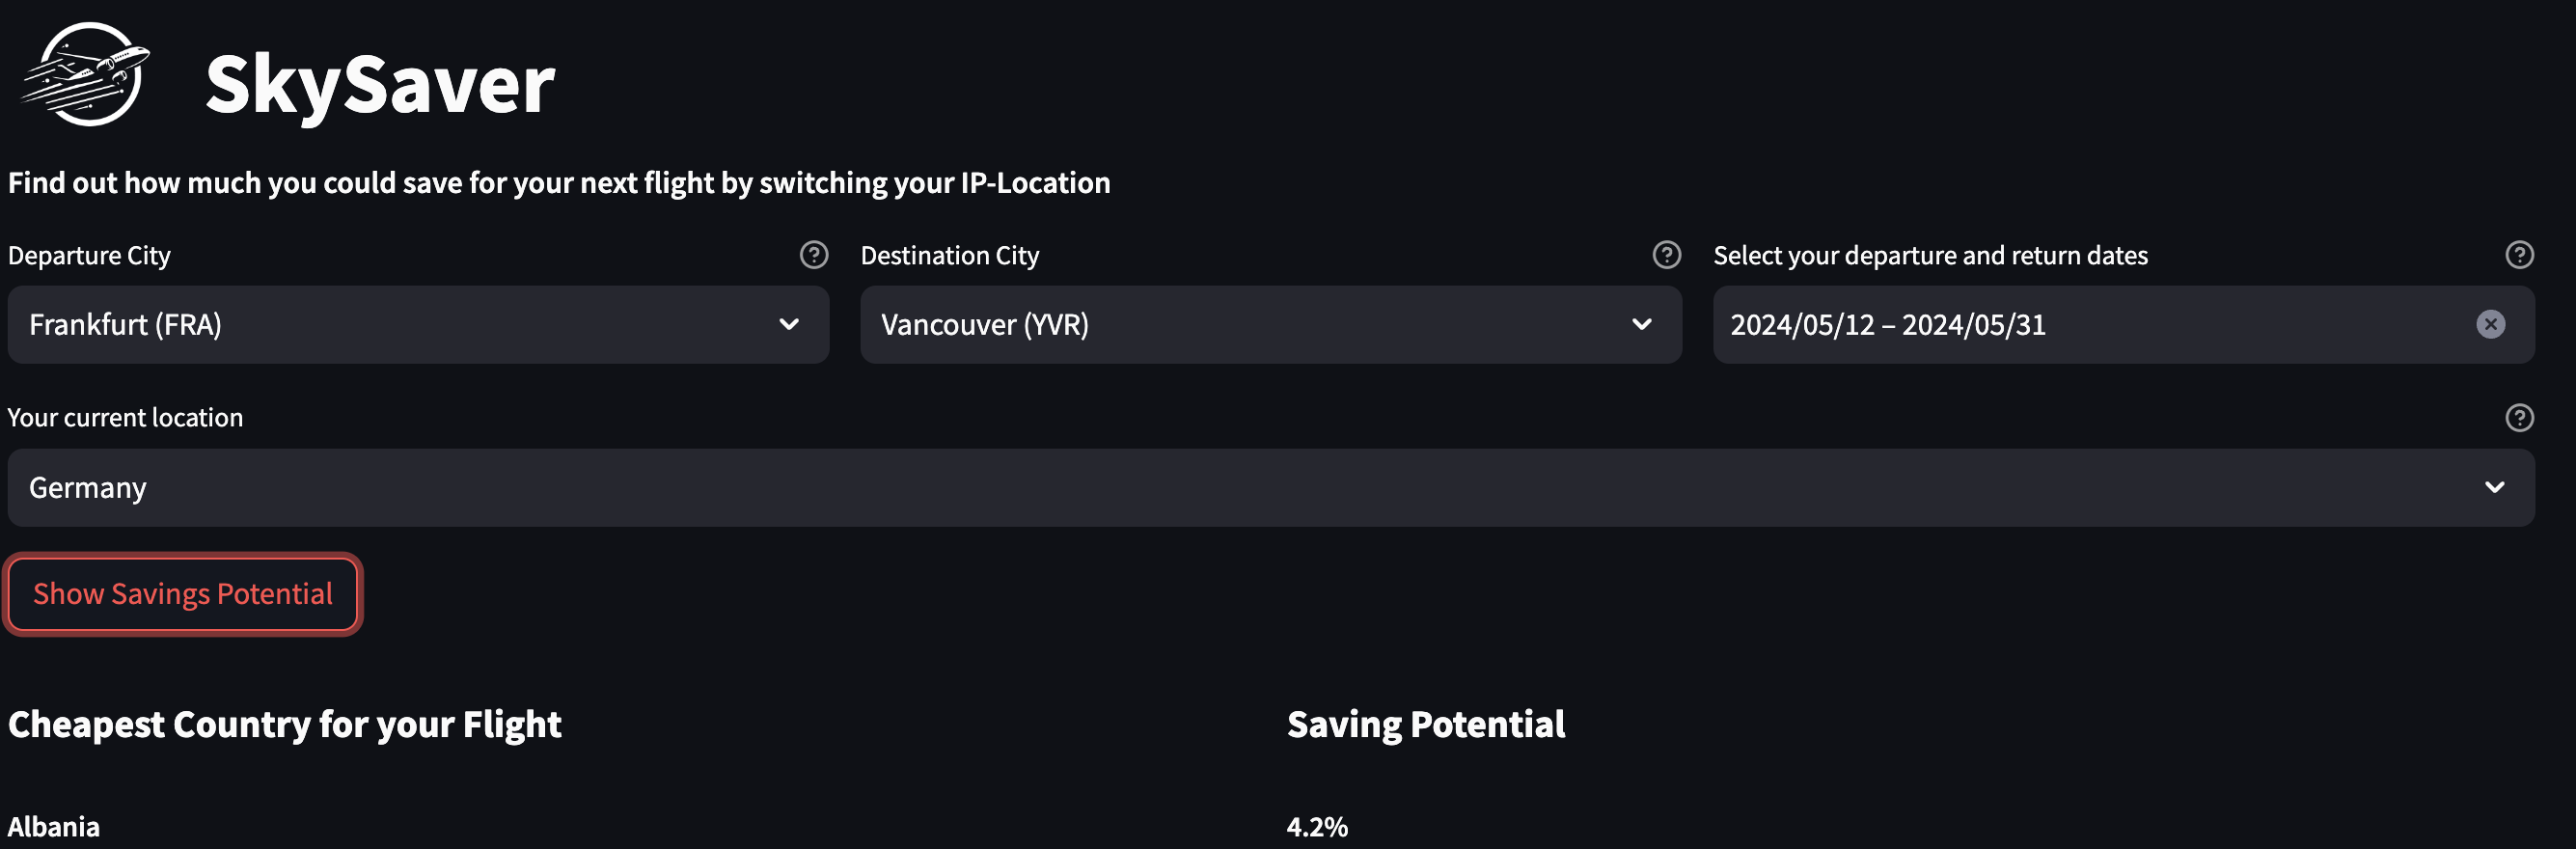 SkySaver
Find out how much you could save for your next flight by switching your IP-Location
Departure City
Destination City
Select your departure and return dates
Frankfurt (FRA)
Vancouver (YVR)
2024/05/12 – 2024/05/31
Your current location
Germany
Show Savings Potential
Cheapest Country for your Flight
Saving Potential
Albania
4.2%